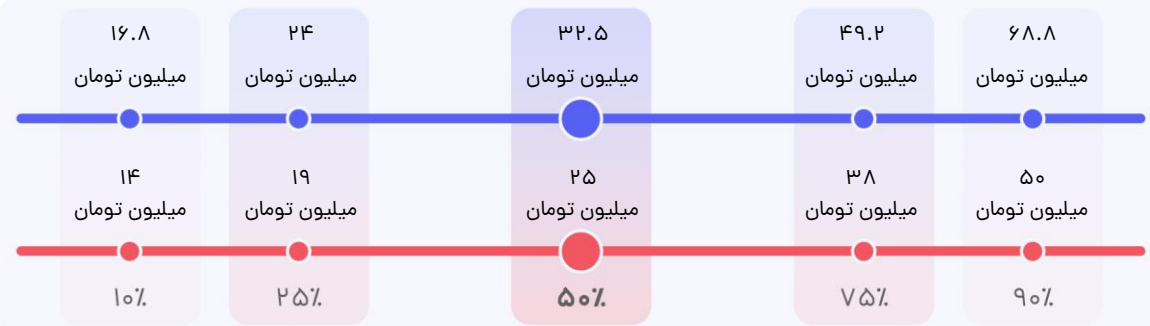 ۱۶.۸ ۲۴ ۳۲.۵ ۴۹.۲ ۶۸.۸
میلیون تومان میلیون تومان میلیون تومان میلیون تومان میلیون تومان
۱۴ ۱۹ ۲۵ ۳۸ ۵۰
میلیون تومان میلیون تومان میلیون تومان میلیون تومان میلیون تومان
۱۰٪ ۲۵٪ ۵۰٪ ۷۵٪ ۹۰٪